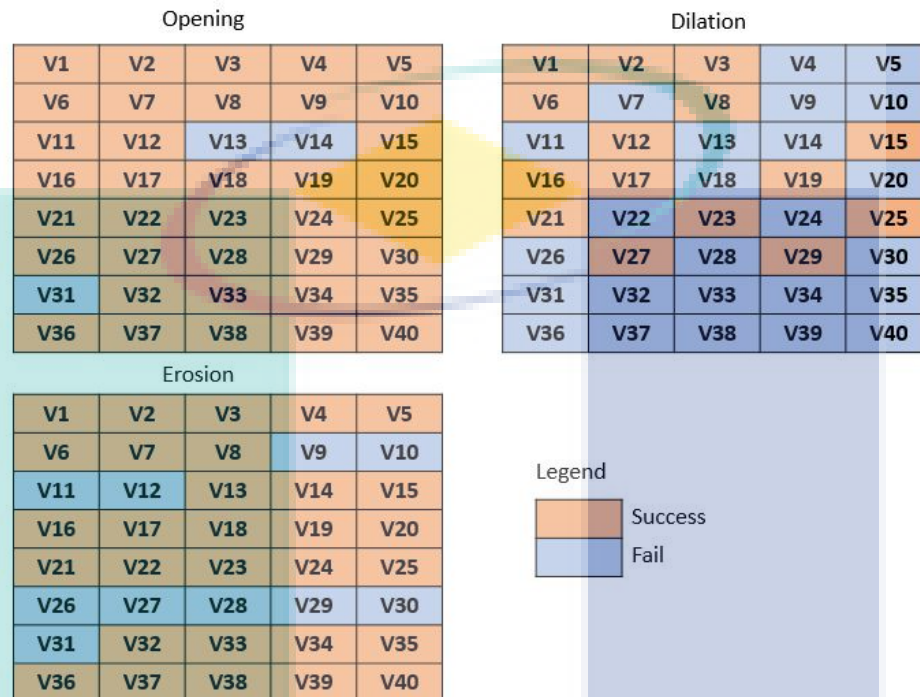 Opening
V1 V2 V3 V4 V5
V6 V7 V8 V9 V10
V11 V12 V13 V14 V15
V16 V17 V18 V19 V20
V21 V22 V23 V24 V25
V26 V27 V28 V29 V30
V31 V32 V33 V34 V35
V36 V37 V38 V39 V40
Dilation
V1 V2 V3 V4 V5
V6 V7 V8 V9 V10
V11 V12 V13 V14 V15
V16 V17 V18 V19 V20
V21 V22 V23 V24 V25
V26 V27 V28 V29 V30
V31 V32 V33 V34 V35
V36 V37 V38 V39 V40
Erosion
V1 V2 V3 V4 V5
V6 V7 V8 V9 V10
V11 V12 V13 V14 V15
V16 V17 V18 V19 V20
V21 V22 V23 V24 V25
V26 V27 V28 V29 V30
V31 V32 V33 V34 V35
V36 V37 V38 V39 V40
Legend
Success
Fail